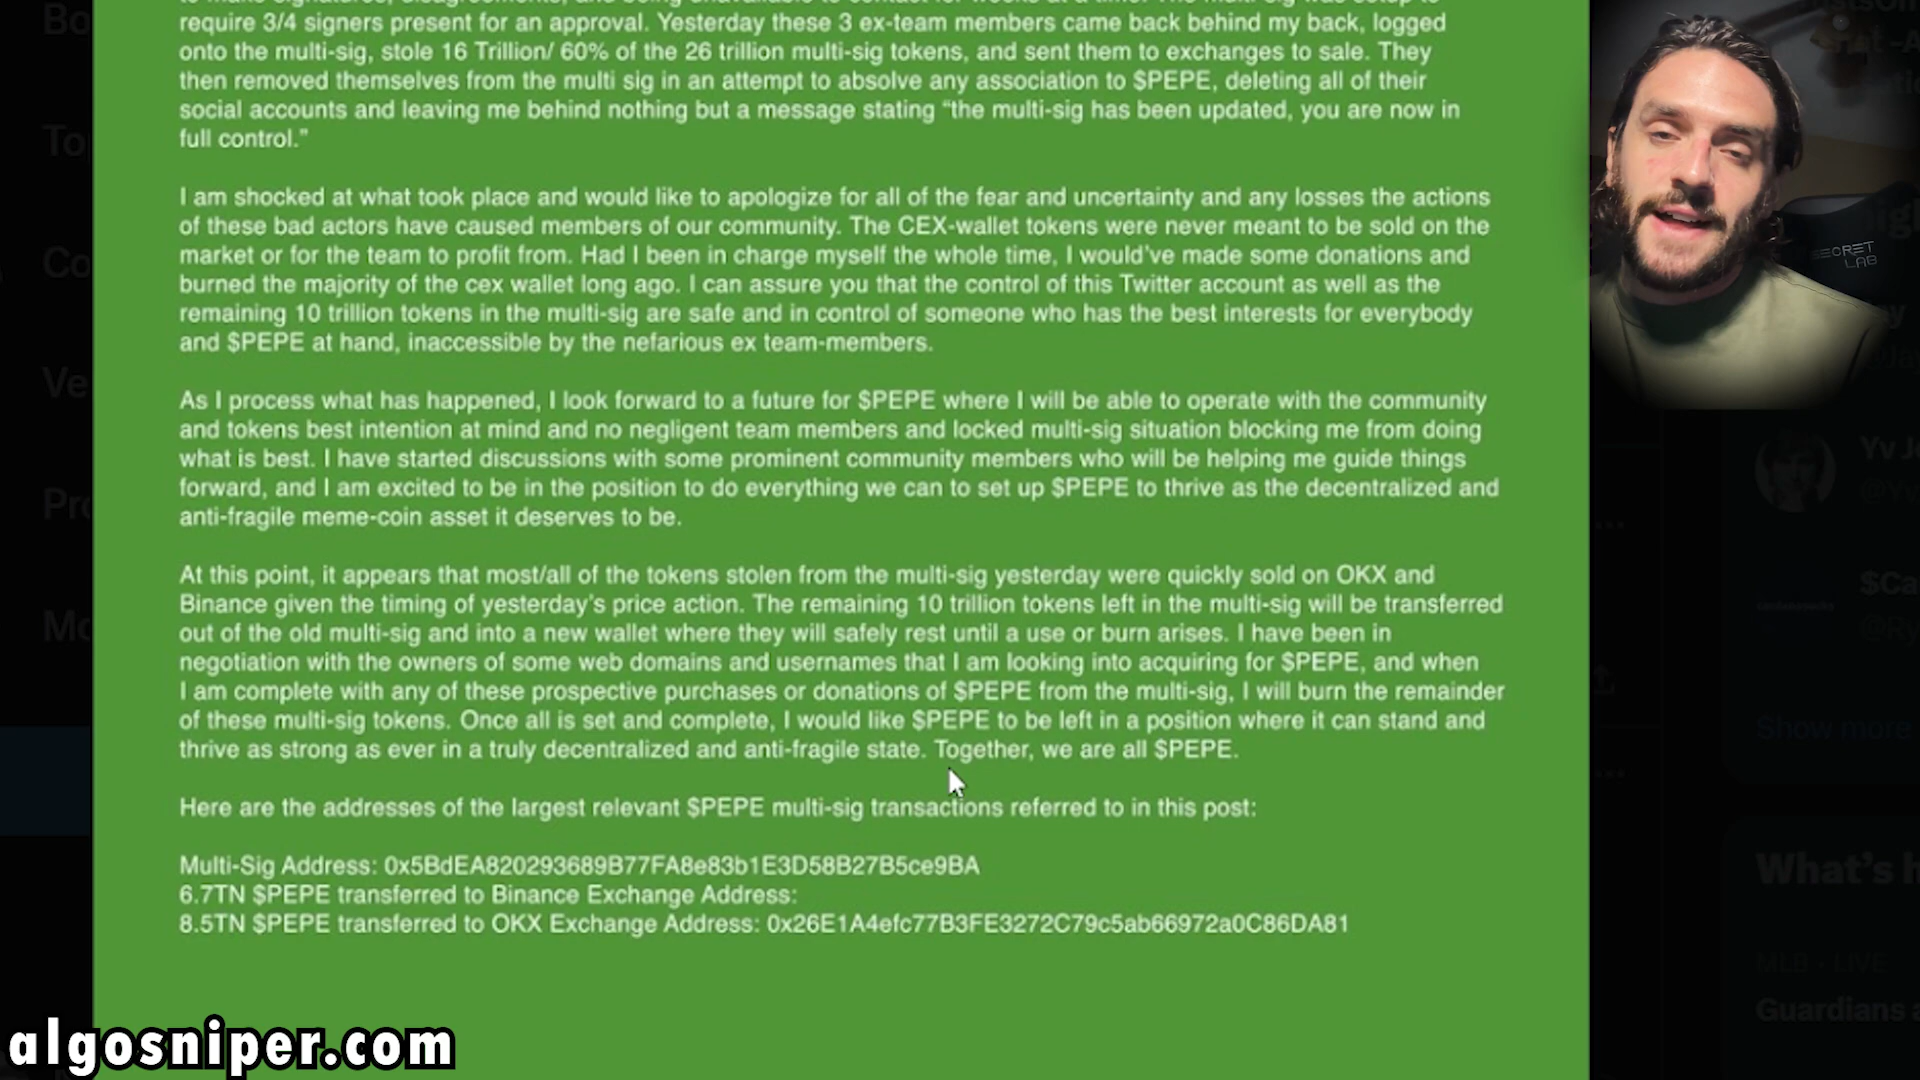 require 3/4 signers present for an approval. Yesterday these 3 ex-team members came back behind my back, logged
onto the multi-sig, stole 16 Trillion/ 60% of the 26 trillion multi-sig tokens, and sent them to exchanges to sale. They
then removed themselves from the multi sig in an attempt to absolve any association to $PEPE, deleting all of their
social accounts and leaving me behind nothing but a message stating “the multi-sig has been updated, you are now in
full control.”
I am shocked at what took place and would like to apologize for all of the fear and uncertainty and any losses the actions
of these bad actors have caused members of our community. The CEX-wallet tokens were never meant to be sold on the
market or for the team to profit from. Had I been in charge myself the whole time, I would’ve made some donations and
burned the majority of the cex wallet long ago. I can assure you that the control of this Twitter account as well as the
remaining 10 trillion tokens in the multi-sig are safe and in control of someone who has the best interests for everybody
and $PEPE at hand, inaccessible by the nefarious ex team-members.
As I process what has happened, I look forward to a future for $PEPE where I will be able to operate with the community
and tokens best intention at mind and no negligent team members and locked multi-sig situation blocking me from doing
what is best. I have started discussions with some prominent community members who will be helping me guide things
forward, and I am excited to be in the position to do everything we can to set up $PEPE to thrive as the decentralized and
anti-fragile meme-coin asset it deserves to be.
At this point, it appears that most/all of the tokens stolen from the multi-sig yesterday were quickly sold on OKX and
Binance given the timing of yesterday’s price action. The remaining 10 trillion tokens left in the multi-sig will be transferred
out of the old multi-sig and into a new wallet where they will safely rest until a use or burn arises. I have been in
negotiation with the owners of some web domains and usernames that I am looking into acquiring for $PEPE, and when
I am complete with any of these prospective purchases or donations of $PEPE from the multi-sig, I will burn the remainder
of these multi-sig tokens. Once all is set and complete, I would like $PEPE to be left in a position where it can stand and
thrive as strong as ever in a truly decentralized and anti-fragile state. Together, we are all $PEPE.
Here are the addresses of the largest relevant $PEPE multi-sig transactions referred to in this post:
Multi-Sig Address: 0x5BdEA820293689B77FA8e83b1E3D58B27B5ce9BA
6.7TN $PEPE transferred to Binance Exchange Address:
8.5TN $PEPE transferred to OKX Exchange Address: 0x26E1A4efc77B3FE3272C79c5ab66972a0C86DA81
SECRET
LAB
Show more
What's h
MLB · LIVE
Guardians a
algosniper.com